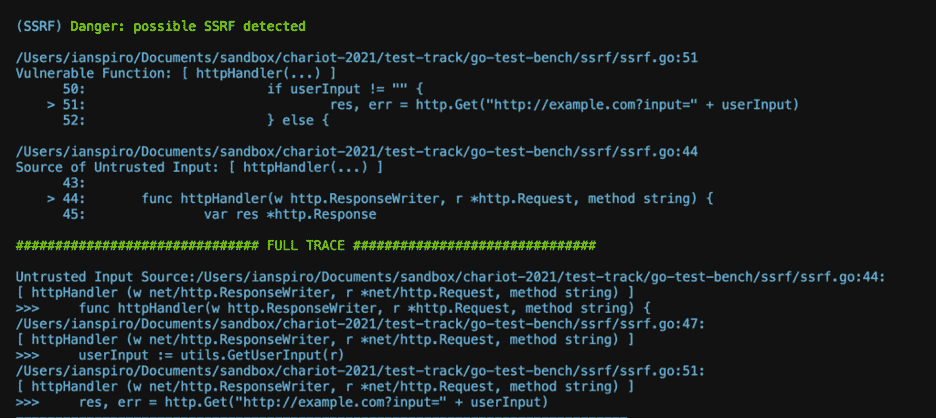 (SSRF) Danger: possible SSRF detected
/Users/ianspiro/Documents/sandbox/chariot-2021/test-track/go-test-bench/ssrf/ssrf.go:51
Vulnerable Function: [ httpHandler(...) ]
50: if userInput != "" {
> 51: res, err = http.Get("http://example.com?input=" + userInput)
52: } else {
/Users/ianspiro/Documents/sandbox/chariot-2021/test-track/go-test-bench/ssrf/ssrf.go:44
Source of Untrusted Input: [ httpHandler(...) ]
43:
> 44: func httpHandler(w http.ResponseWriter, r *http.Request, method string) {
45: var res *http.Response
############################### FULL TRACE ###############################
Untrusted Input Source:/Users/ianspiro/Documents/sandbox/chariot-2021/test-track/go-test-bench/ssrf/ssrf.go:44:
[ httpHandler (w net/http.ResponseWriter, r *net/http.Request, method string) ]
>>> func httpHandler(w http.ResponseWriter, r *http.Request, method string) {
/Users/ianspiro/Documents/sandbox/chariot-2021/test-track/go-test-bench/ssrf/ssrf.go:47:
[ httpHandler (w net/http.ResponseWriter, r *net/http.Request, method string) ]
>>> userInput := utils.GetUserInput(r)
/Users/ianspiro/Documents/sandbox/chariot-2021/test-track/go-test-bench/ssrf/ssrf.go:51:
[ httpHandler (w net/http.ResponseWriter, r *net/http.Request, method string) ]
>>> res, err = http.Get("http://example.com?input=" + userInput)